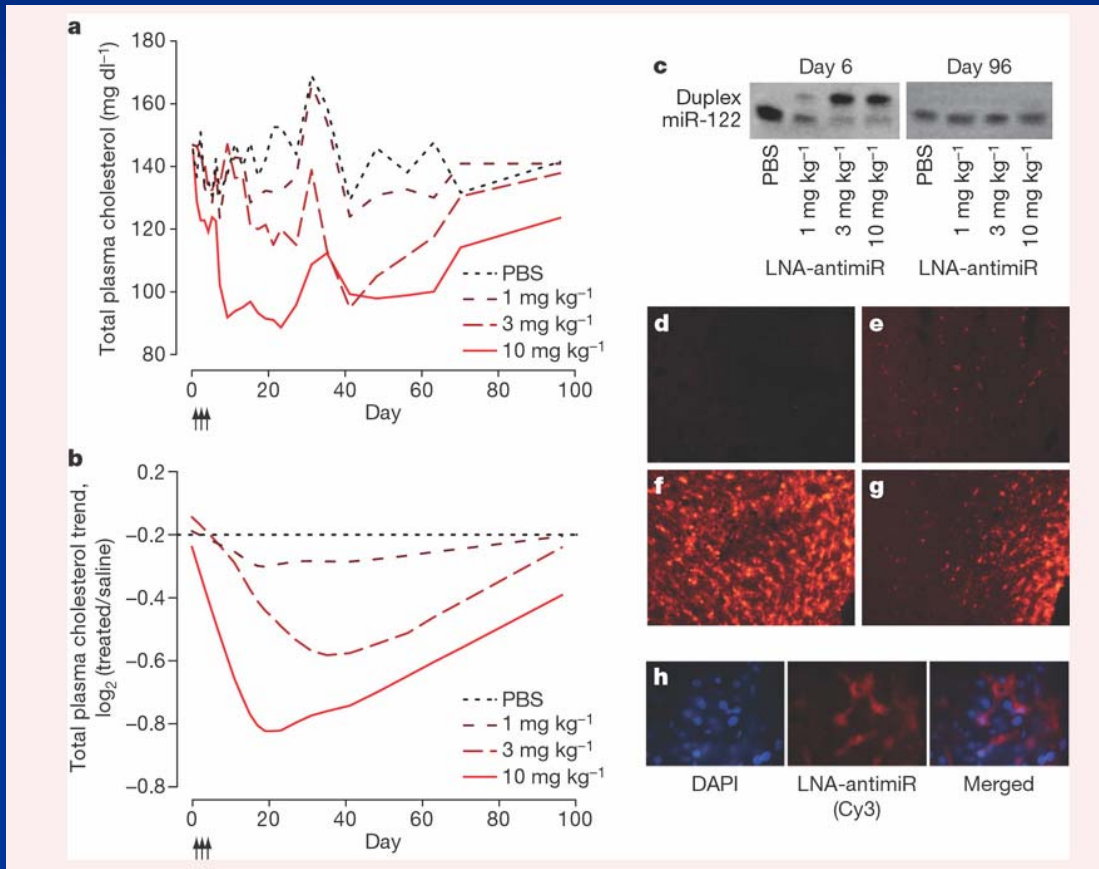 a
Total plasma cholesterol (mg dl⁻¹)
180
160
140
120
100
80
PBS
1 mg kg⁻¹
3 mg kg⁻¹
10 mg kg⁻¹
0 20 40 60 80 100
Day
b
Total plasma cholesterol trend,
log₂ (treated/saline)
0.2
−0.2
−0.4
−0.6
−0.8
−0.8
PBS
1 mg kg⁻¹
3 mg kg⁻¹
10 mg kg⁻¹
0 20 40 60 80 100
Day
c
Day 6 Day 96
Duplex
miR-122
PBS
1 mg kg⁻¹
3 mg kg⁻¹
10 mg kg⁻¹
PBS
1 mg kg⁻¹
3 mg kg⁻¹
10 mg kg⁻¹
LNA-antimiR LNA-antimiR
d e
f g
h
DAPI LNA-antimiR Merged
(Cy3)